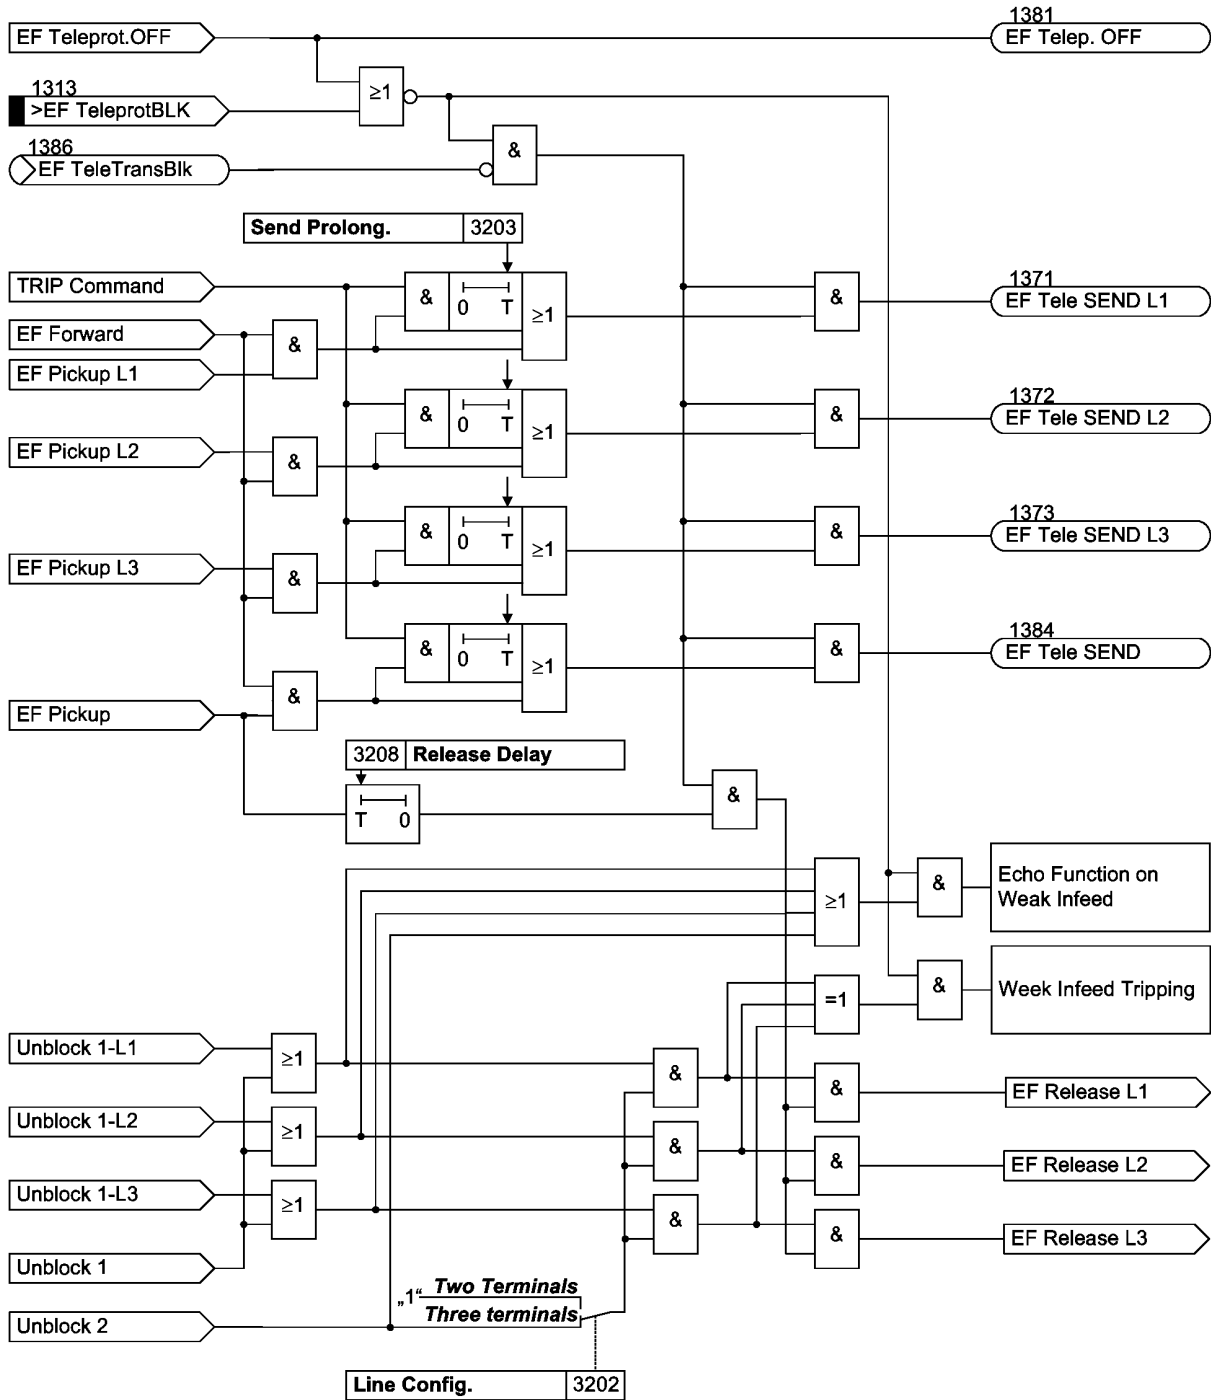 EF Teleprot.OFF
1381
EF Telep. OFF
1313
>EF TeleprotBLK
≥1
1386
EF TeleTransBlk
&
Send Prolong. 3203
TRIP Command
&
0 T
≥1
&
1371
EF Tele SEND L1
EF Forward
&
EF Pickup L1
&
0 T
≥1
&
1372
EF Tele SEND L2
EF Pickup L2
&
&
0 T
≥1
&
1373
EF Tele SEND L3
EF Pickup L3
&
&
0 T
≥1
&
1384
EF Tele SEND
EF Pickup
&
3208 Release Delay
T 0
&
≥1
&
Echo Function on
Weak Infeed
=1
&
Week Infeed Tripping
Unblock 1-L1
≥1
&
&
EF Release L1
Unblock 1-L2
≥1
&
&
EF Release L2
Unblock 1-L3
≥1
&
&
EF Release L3
Unblock 1
„1“ Two Terminals
Three terminals
Unblock 2
Line Config. 3202